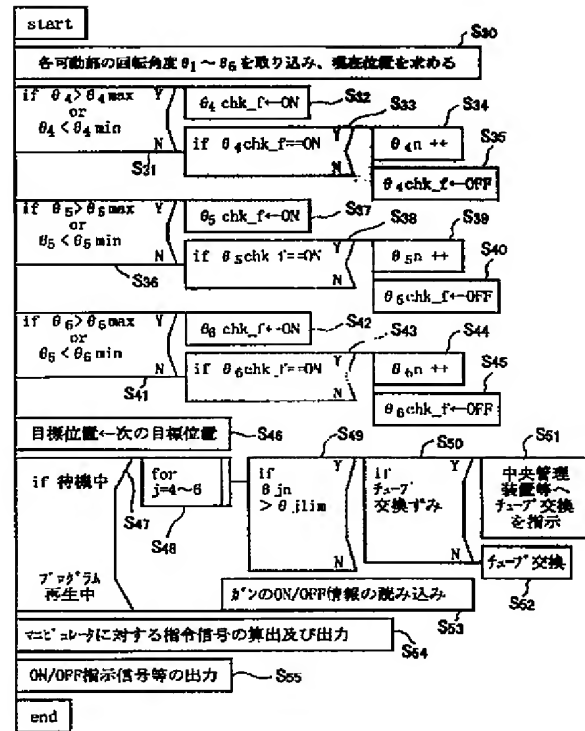 start
S30
各可動部の回転角度θ1～θ6を取り込み、現在位置を求める
if θ4>θ4max Y
or
θ4<θ4min N
S31
θ4 chk_f←ON
S32
S33
if θ4chk_f==ON Y
N
S34
θ4n ++
S35
θ4chk_f←OFF
if θ5>θ5max Y
or
θ5<θ5min N
S36
θ5 chk_f←ON
S37
S38
if θ5chk_f==ON Y
N
S39
θ5n ++
S40
θ5chk_f←OFF
if θ6>θ6max Y
or
θ5<θ6min N
S41
θ6 chk_f←ON
S42
S43
if θ6chk_f==ON Y
N
S44
θ6n ++
S45
θ6chk_f←OFF
目標位置←次の目標位置
S46
if 待機中
S47
for
j=4～6
S48
S49
if Y
θjn
>θjlim
N
S50
if Y
チューブ
交換ずみ
N
S51
中央管理
装置等へ
チューブ交換
を指示
チューブ交換
S52
プログラム
再生中
ガンのON/OFF情報の読み込み
S53
マニピュレータに対する指令信号の算出及び出力
S54
ON/OFF指示信号等の出力
S55
end